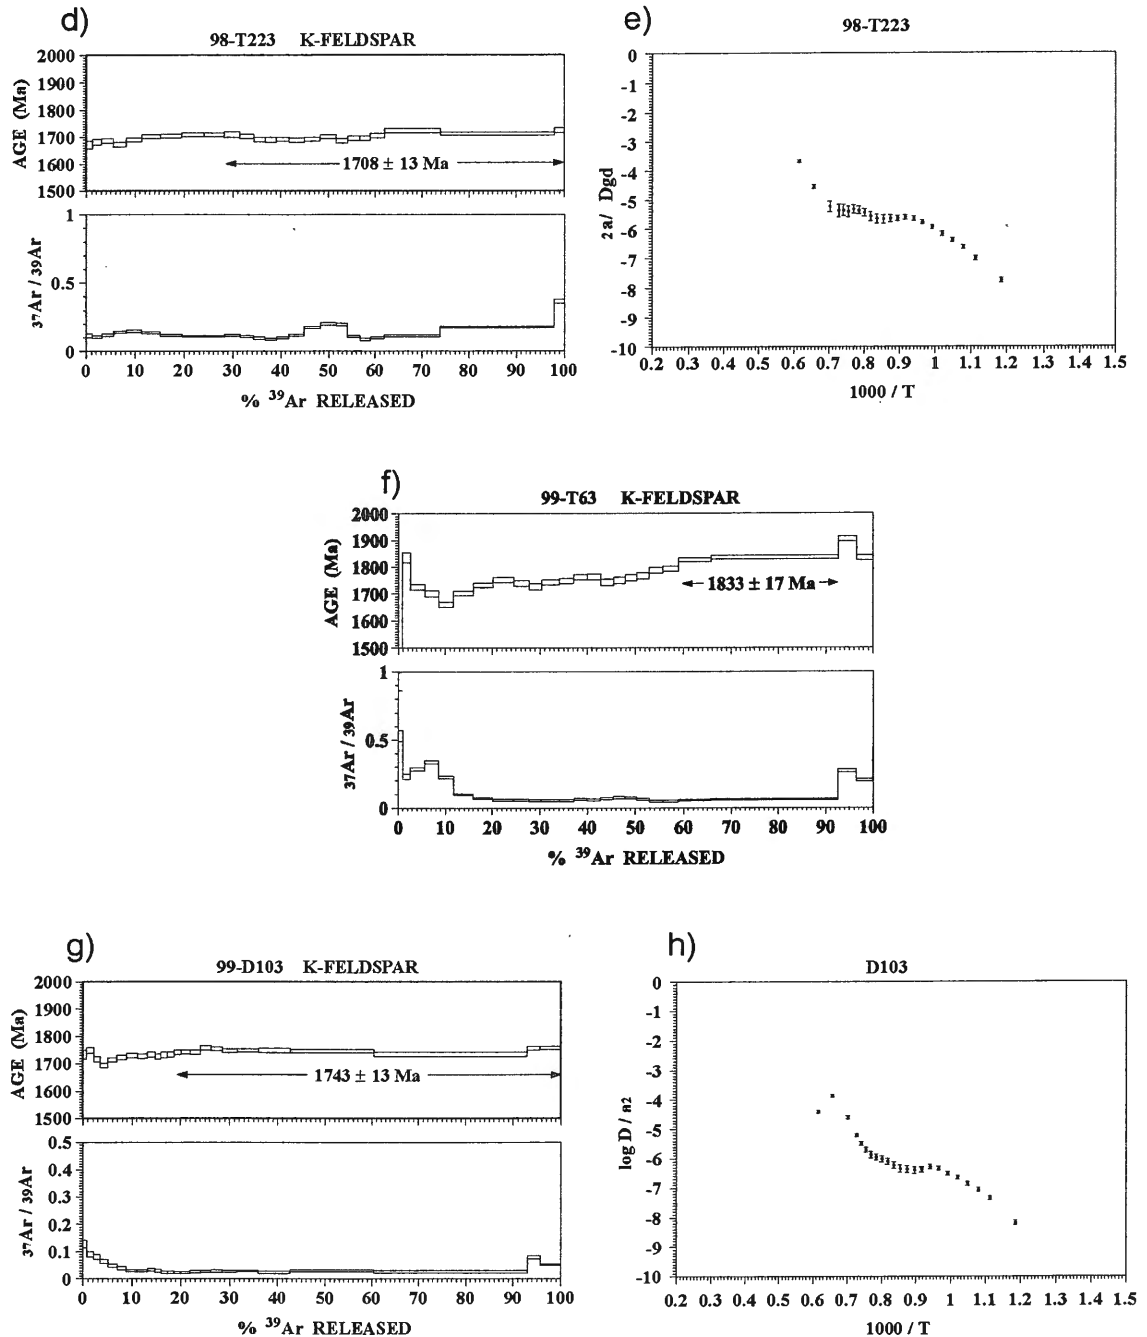 d)
98-T223 K-FELDSPAR
AGE (Ma)
2000
1900
1800
1700
1600
1500
1708 ± 13 Ma
37Ar / 39Ar
1
0.5
0
0 10 20 30 40 50 60 70 80 90 100
% 39Ar RELEASED
e)
98-T223
2a/ Dgd
0
-1
-2
-3
-4
-5
-6
-7
-8
-9
-10
0.2 0.3 0.4 0.5 0.6 0.7 0.8 0.9 1 1.1 1.2 1.3 1.4 1.5
1000 / T
f)
99-T63 K-FELDSPAR
AGE (Ma)
2000
1900
1800
1700
1600
1500
1833 ± 17 Ma
37Ar / 39Ar
1
0.5
0
0 10 20 30 40 50 60 70 80 90 100
% 39Ar RELEASED
g)
99-D103 K-FELDSPAR
AGE (Ma)
2000
1900
1800
1700
1600
1500
1743 ± 13 Ma
37Ar / 39Ar
0.5
0.4
0.3
0.2
0.1
0
0 10 20 30 40 50 60 70 80 90 100
% 39Ar RELEASED
h)
D103
log D / a2
0
-1
-2
-3
-4
-5
-6
-7
-8
-9
-10
0.2 0.3 0.4 0.5 0.6 0.7 0.8 0.9 1 1.1 1.2 1.3 1.4 1.5
1000 / T